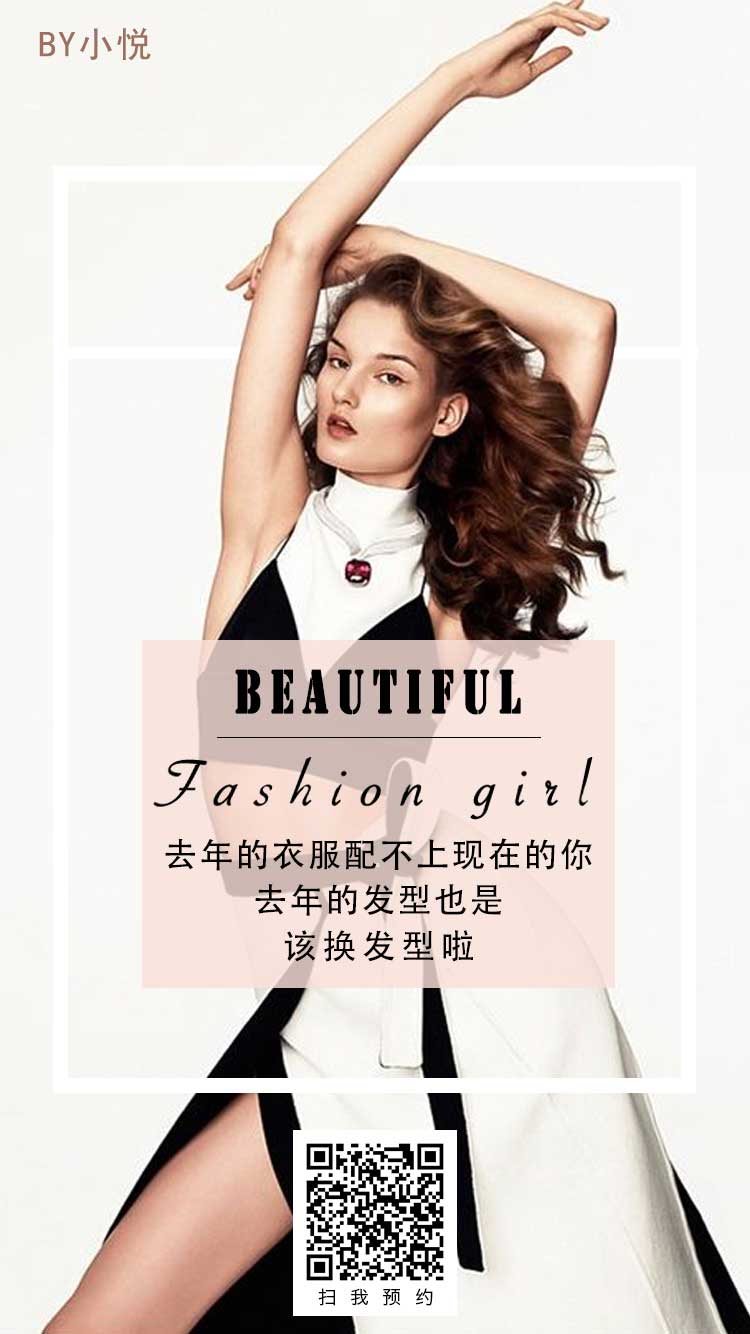 BY小悦
BEAUTIFUL
Fashion girl
去年的衣服配不上现在的你
去年的发型也是
该换发型啦
扫我预约